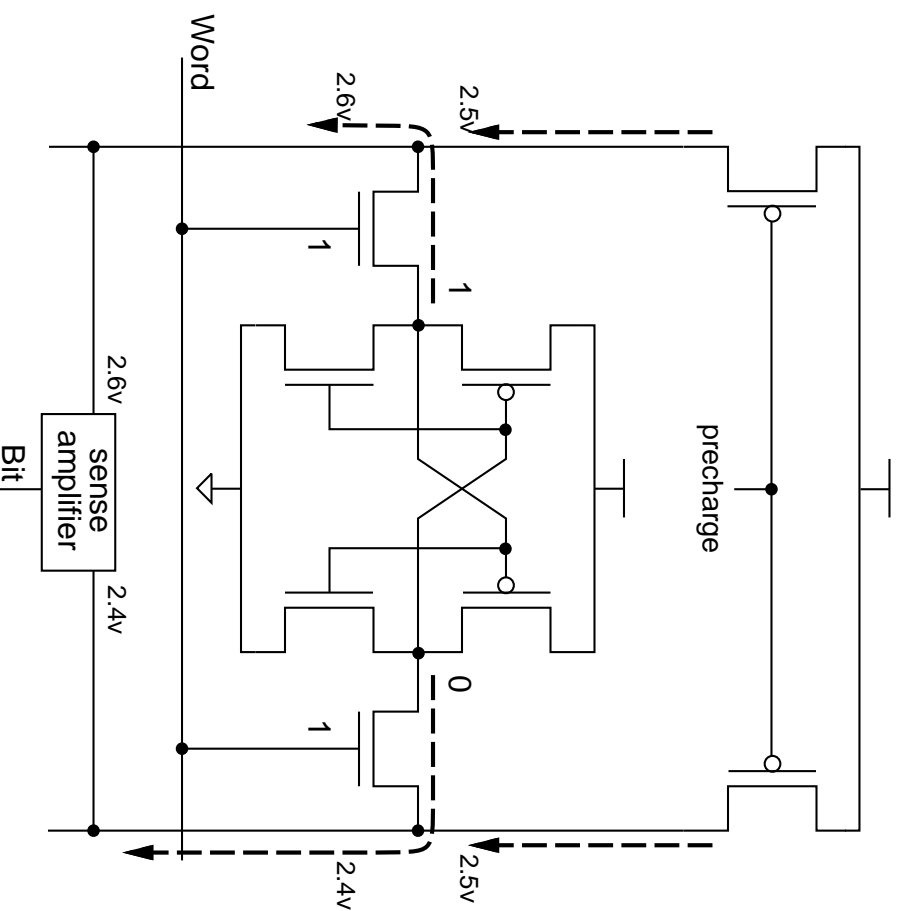 precharge
2.5v
2.5v
1
0
2.6v
2.4v
1
1
Word
2.6v
2.4v
sense
amplifier
Bit